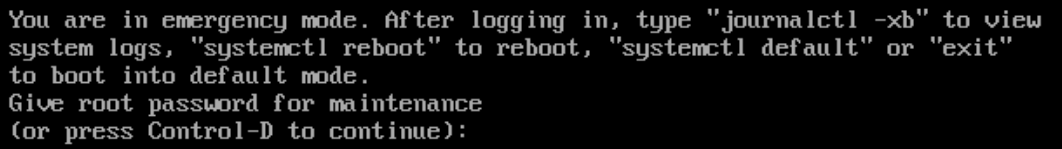 You are in emergency mode. After logging in, type "journalctl -xb" to view
system logs, "systemctl reboot" to reboot, "systemctl default" or "exit"
to boot into default mode.
Give root password for maintenance
(or press Control-D to continue):